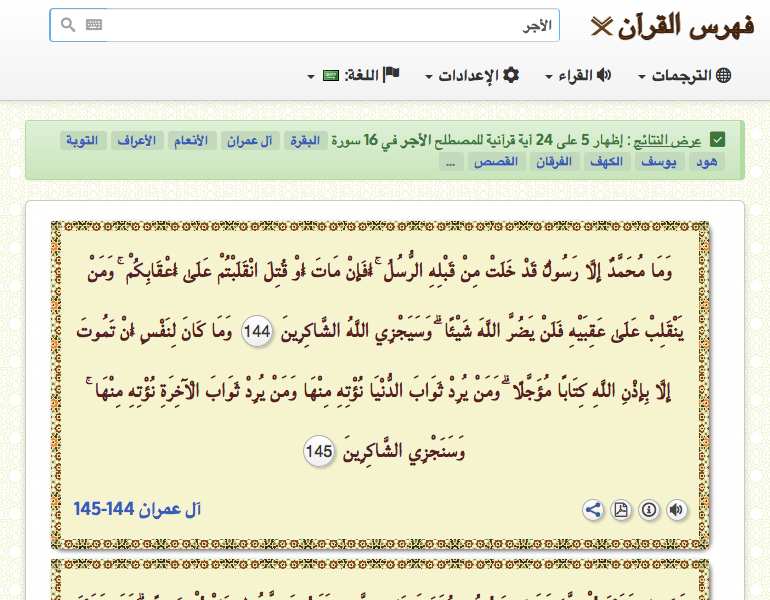 فهرس القرآن
الأجر
الترجمات القراء الإعدادات اللغة:
عرض النتائج : إظهار 5 على 24 آية قرآنية للمصطلح الأجر في 16 سورة البقرة آل عمران الأنعام الأعراف التوبة
هود يوسف الكهف الفرقان القصص ...
وَمَا مُحَمَّدٌ إِلَّا رَسُولٌ قَدْ خَلَتْ مِنْ قَبْلِهِ الرُّسُلُ ۚ أَفَإِنْ مَاتَ أَوْ قُتِلَ انْقَلَبْتُمْ عَلَىٰ أَعْقَابِكُمْ ۚ وَمَنْ
يَنْقَلِبْ عَلَىٰ عَقِبَيْهِ فَلَنْ يَضُرَّ اللَّهَ شَيْئًا ۗ وَسَيَجْزِي اللَّهُ الشَّاكِرِينَ 144 وَمَا كَانَ لِنَفْسٍ أَنْ تَمُوتَ
إِلَّا بِإِذْنِ اللَّهِ كِتَابًا مُؤَجَّلًا ۗ وَمَنْ يُرِدْ ثَوَابَ الدُّنْيَا نُؤْتِهِ مِنْهَا وَمَنْ يُرِدْ ثَوَابَ الْآخِرَةِ نُؤْتِهِ مِنْهَا ۚ
وَسَنَجْزِي الشَّاكِرِينَ 145
آل عمران 144-145